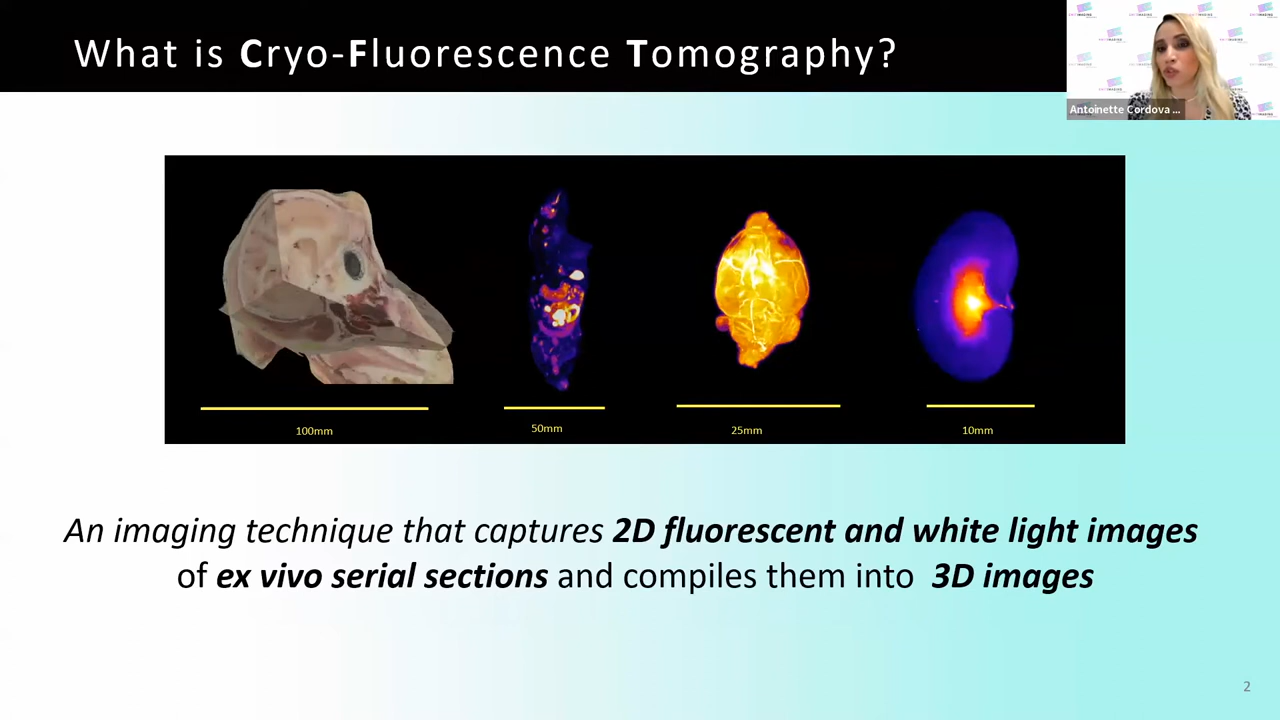 What is Cryo-Fluorescence Tomography?
Antoinette Cordova ...
100mm
50mm
25mm
10mm
An imaging technique that captures 2D fluorescent and white light images
of ex vivo serial sections and compiles them into 3D images
2